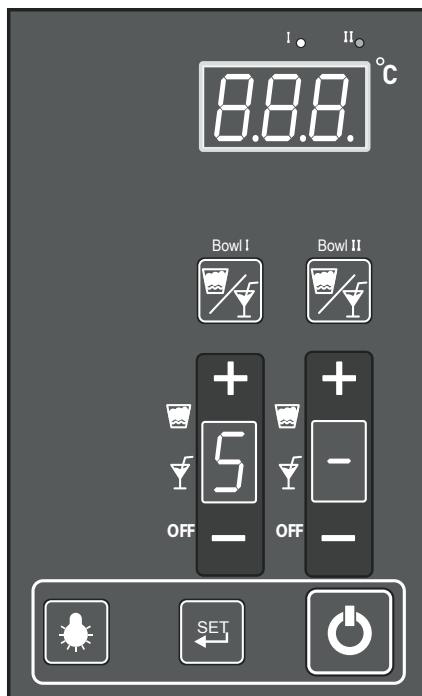 I II
8.8.8. °C
Bowl I Bowl II
+ +
5 -
OFF — OFF —
SET